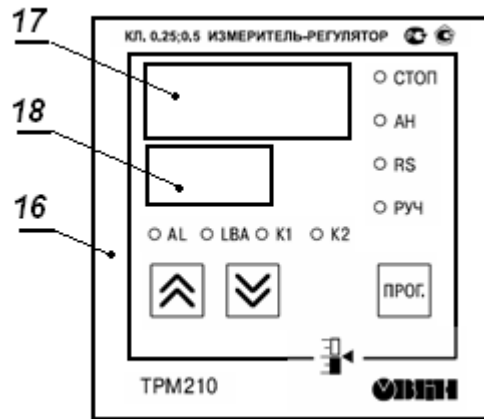 17
КЛ. 0,25;0,5 ИЗМЕРИТЕЛЬ-РЕГУЛЯТОР
СТОП
18
АН
RS
РУЧ
16
AL LBA K1 K2
ПРОГ.
ТРМ210
ОВЕН